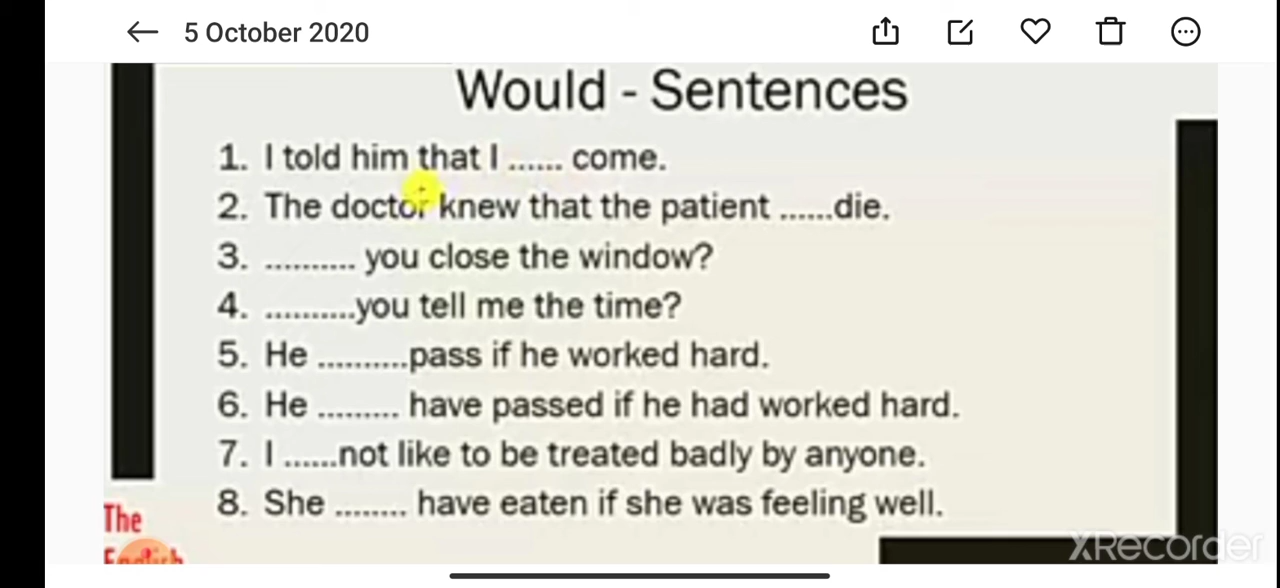 5 October 2020
Would - Sentences
1. I told him that I ...... come.
2. The doctor knew that the patient ......die.
3. .......... you close the window?
4. ..........you tell me the time?
5. He ..........pass if he worked hard.
6. He ......... have passed if he had worked hard.
7. I ......not like to be treated badly by anyone.
8. She ........ have eaten if she was feeling well.
The
English
XRecorder